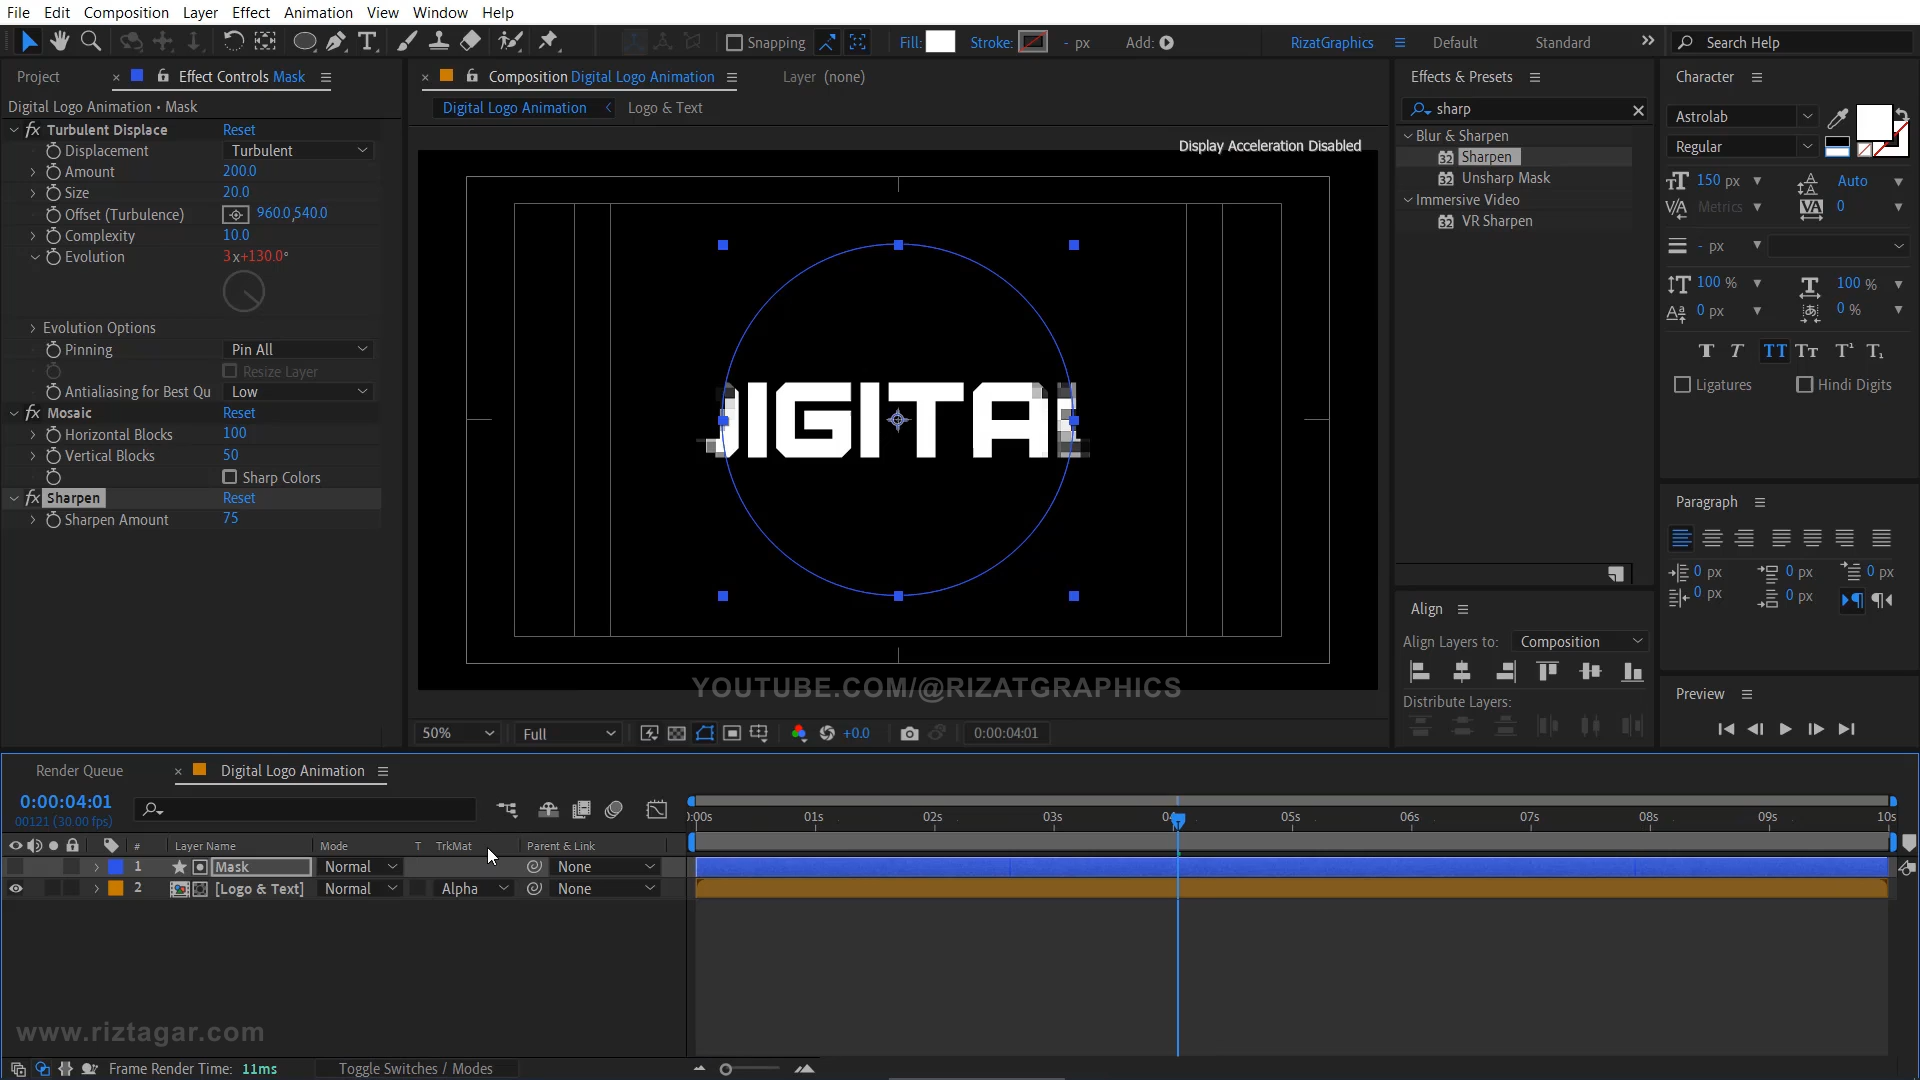 File Edit Composition Layer Effect Animation View Window Help
Snapping Fill: Stroke: - px Add: RizatGraphics Default Standard Search Help
Project Effect Controls Mask
Digital Logo Animation • Mask
fx Turbulent Displace Reset
Displacement Turbulent
Amount 200.0
Size 20.0
Offset (Turbulence) 960.0,540.0
Complexity 10.0
Evolution 3x+130.0°
Evolution Options
Pinning Pin All
Resize Layer
Antialiasing for Best Qu Low
fx Mosaic Reset
Horizontal Blocks 100
Vertical Blocks 50
Sharp Colors
fx Sharpen Reset
Sharpen Amount 75
Composition Digital Logo Animation Layer (none)
Digital Logo Animation Logo & Text
Display Acceleration Disabled
DIGITAL
YOUTUBE.COM/@RIZATGRAPHICS
50% Full +0.0 0:00:04:01
Effects & Presets
sharp
Blur & Sharpen
32 Sharpen
32 Unsharp Mask
Immersive Video
32 VR Sharpen
Align
Align Layers to: Composition
Distribute Layers:
Character
Astrolab
Regular
150 px Auto
Metrics 0
- px
100 % 100 %
0 px 0 %
Ligatures Hindi Digits
Paragraph
0 px 0 px 0 px
0 px 0 px
Preview
Render Queue Digital Logo Animation
0:00:04:01
00121 (30.00 fps)
# Layer Name Mode T TrkMat Parent & Link
1 Mask Normal None
2 [Logo & Text] Normal Alpha None
):00s 01s 02s 03s 04s 05s 06s 07s 08s 09s 10s
www.riztagar.com
Frame Render Time: 11ms Toggle Switches / Modes